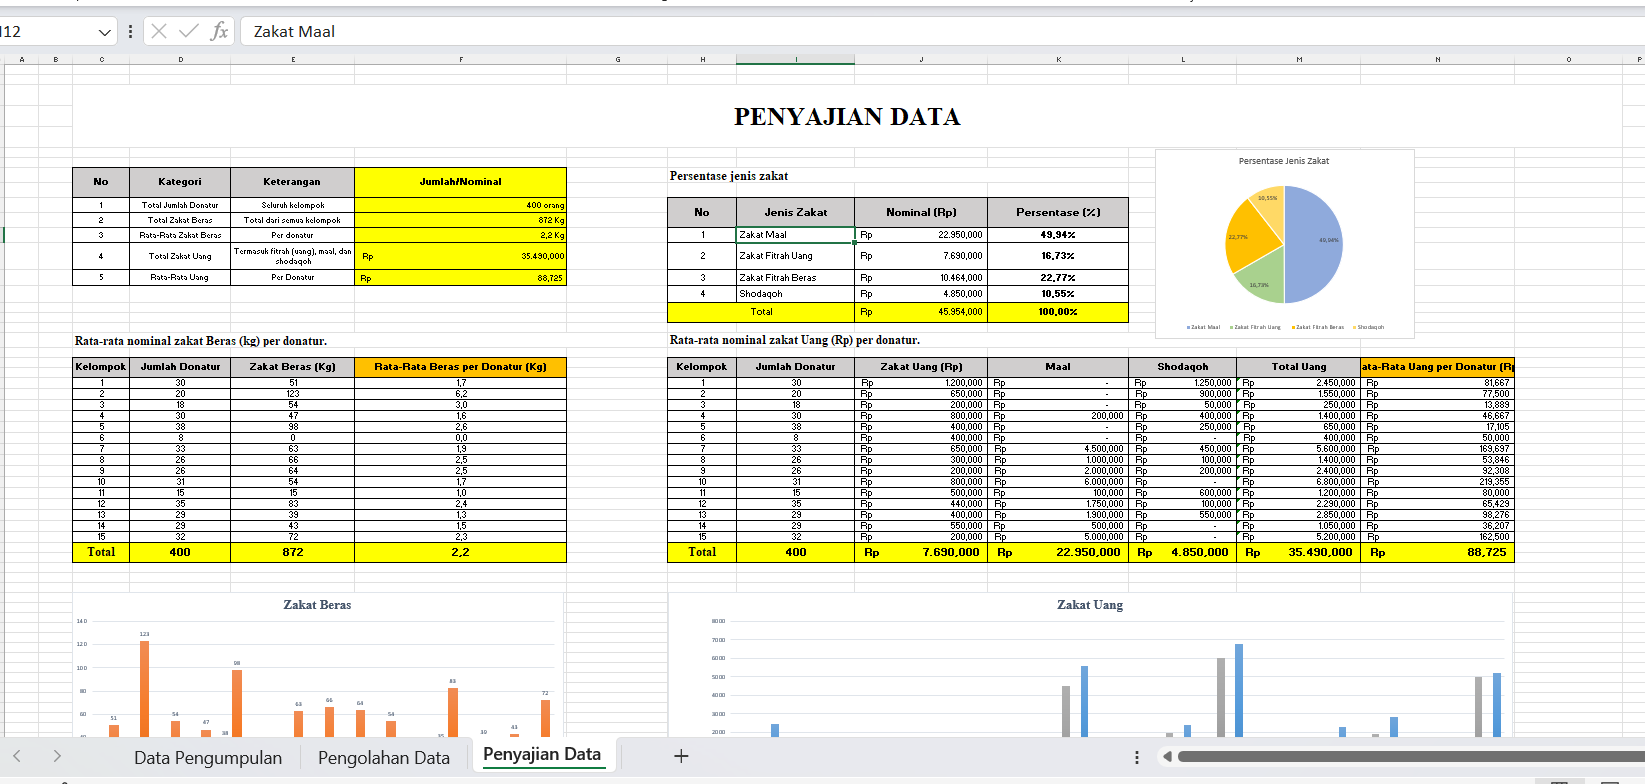 I12
fx
Zakat Maal
A B C D E F G H I J K L M N O P
PENYAJIAN DATA
No Kategori Keterangan Jumlah/Nominal
1 Total Jumlah Donatur Seluruh kelompok 400 orang
2 Total Zakat Beras Total dari semua kelompok 872 Kg
3 Rata-Rata Zakat Beras Per donatur 2,2 Kg
4 Total Zakat Uang Termasuk fitrah (uang), maal, dan shodaqoh Rp 35.490,000
5 Rata-Rata Uang Per Donatur Rp 88,725
Persentase jenis zakat
No Jenis Zakat Nominal (Rp) Persentase (%)
1 Zakat Maal Rp 22.950,000 49,94%
2 Zakat Fitrah Uang Rp 7.690,000 16,73%
3 Zakat Fitrah Beras Rp 10.464,000 22,77%
4 Shodaqoh Rp 4.850,000 10,55%
Total Rp 45.954,000 100,00%
Persentase Jenis Zakat
10,55%
22,77%
49,94%
16,73%
Zakat Maal Zakat Fitrah Uang Zakat Fitrah Beras Shodaqoh
Rata-rata nominal zakat Beras (kg) per donatur.
Kelompok Jumlah Donatur Zakat Beras (Kg) Rata-Rata Beras per Donatur (Kg)
1 30 51 1,7
2 20 123 6,2
3 18 54 3,0
4 30 47 1,6
5 38 98 2,6
6 8 0 0,0
7 33 63 1,9
8 26 66 2,5
9 26 64 2,5
10 31 54 1,7
11 15 15 1,0
12 35 83 2,4
13 29 39 1,3
14 29 43 1,5
15 32 72 2,3
Total 400 872 2,2
Rata-rata nominal zakat Uang (Rp) per donatur.
Kelompok Jumlah Donatur Zakat Uang (Rp) Maal Shodaqoh Total Uang ata-Rata Uang per Donatur (R
1 30 Rp 1.200,000 Rp - Rp 1.250,000 Rp 2.450,000 Rp 81,667
2 20 Rp 650,000 Rp - Rp 900,000 Rp 1.550,000 Rp 77,500
3 18 Rp 200,000 Rp - Rp 50,000 Rp 250,000 Rp 13,889
4 30 Rp 800,000 Rp 200,000 Rp 400,000 Rp 1.400,000 Rp 46,667
5 38 Rp 400,000 Rp - Rp 250,000 Rp 650,000 Rp 17,105
6 8 Rp 400,000 Rp - Rp - Rp 400,000 Rp 50,000
7 33 Rp 650,000 Rp 4.500,000 Rp 450,000 Rp 5.600,000 Rp 169,697
8 26 Rp 300,000 Rp 1.000,000 Rp 100,000 Rp 1.400,000 Rp 53,846
9 26 Rp 200,000 Rp 2.000,000 Rp 200,000 Rp 2.400,000 Rp 92,308
10 31 Rp 800,000 Rp 6.000,000 Rp - Rp 6.800,000 Rp 219,355
11 15 Rp 500,000 Rp 100,000 Rp 600,000 Rp 1.200,000 Rp 80,000
12 35 Rp 440,000 Rp 1.750,000 Rp 100,000 Rp 2.290,000 Rp 65,429
13 29 Rp 400,000 Rp 1.900,000 Rp 550,000 Rp 2.850,000 Rp 98,276
14 29 Rp 550,000 Rp 500,000 Rp - Rp 1.050,000 Rp 36,207
15 32 Rp 200,000 Rp 5.000,000 Rp - Rp 5.200,000 Rp 162,500
Total 400 Rp 7.690,000 Rp 22.950,000 Rp 4.850,000 Rp 35.490,000 Rp 88,725
Zakat Beras
140
120
100
80
60
51 123 54 47 38 98 63 66 64 54 35 83 39 43 72
Zakat Uang
8000
7000
6000
5000
4000
3000
2000
Data Pengumpulan Pengolahan Data Penyajian Data +